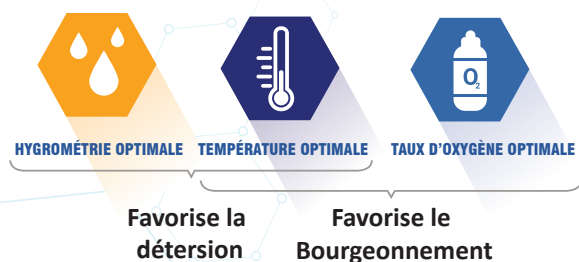 O₂
HYGROMÉTRIE OPTIMALE TEMPÉRATURE OPTIMALE TAUX D'OXYGÈNE OPTIMALE
Favorise la
détersion
Favorise le
Bourgeonnement